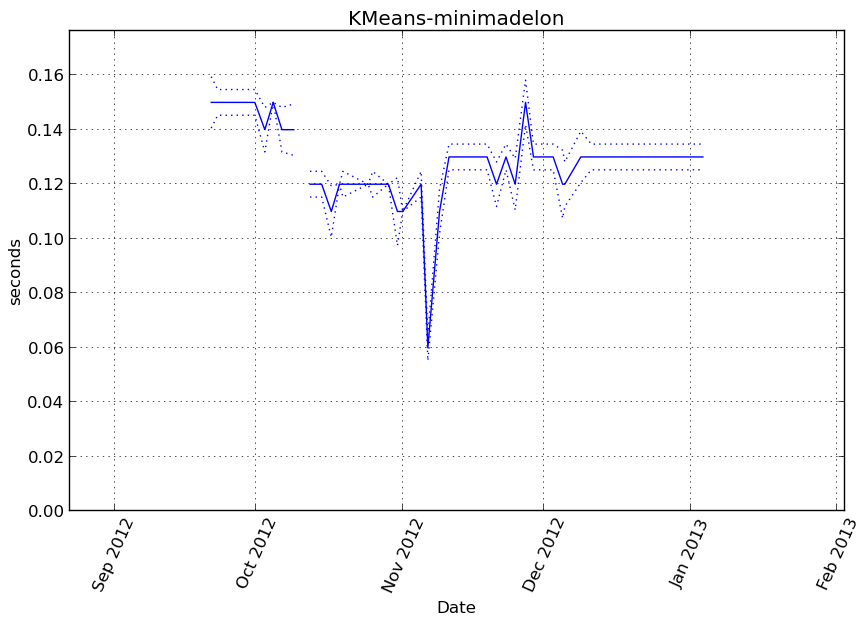 KMeans-minimadelon
0.16
0.14
0.12
0.10
0.08
0.06
0.04
0.02
0.00
seconds
Sep 2012
Oct 2012
Nov 2012
Dec 2012
Jan 2013
Feb 2013
Date